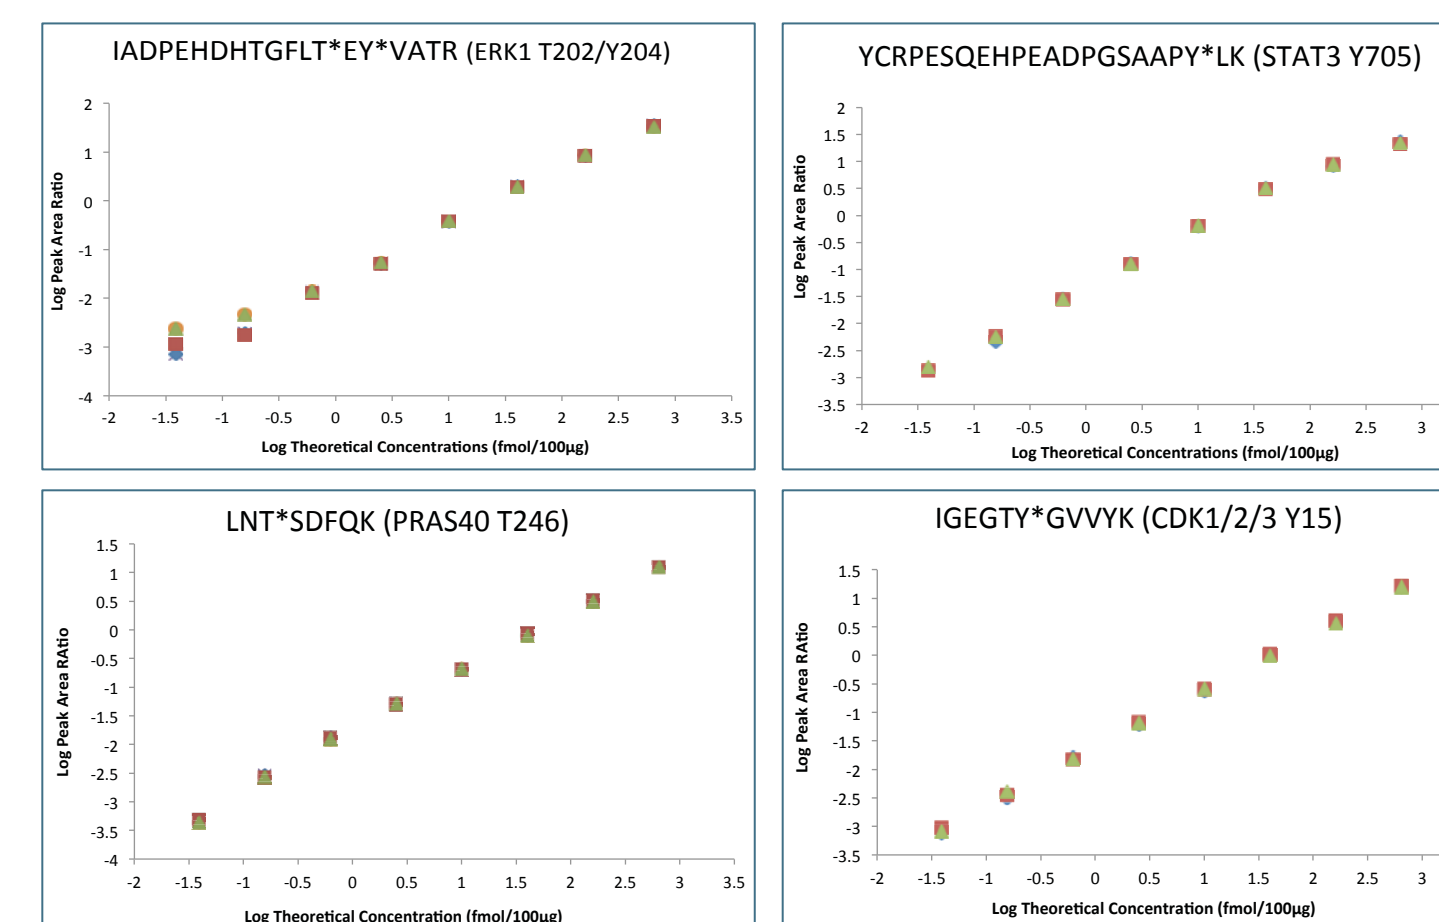 IADPEHDHTGFLT*EY*VATR (ERK1 T202/Y204)
2
1
0
-1
-2
-3
-4
Log Peak Area Ratio
-2 -1.5 -1 -0.5 0 0.5 1 1.5 2 2.5 3 3.5
Log Theoretical Concentrations (fmol/100µg)
YCRPESQEHPEADPGSAAPY*LK (STAT3 Y705)
2
1.5
1
0.5
0
-0.5
-1
-1.5
-2
-2.5
-3
-3.5
Log Peak Area Ratio
-2 -1.5 -1 -0.5 0 0.5 1 1.5 2 2.5 3
Log Theoretical Concentrations (fmol/100µg)
LNT*SDFQK (PRAS40 T246)
1.5
1
0.5
0
-0.5
-1
-1.5
-2
-2.5
-3
-3.5
-4
Log Peak Area RAtio
-2 -1.5 -1 -0.5 0 0.5 1 1.5 2 2.5 3 3.5
Log Theoretical Concentration (fmol/100µg)
IGEGTY*GVVYK (CDK1/2/3 Y15)
1.5
1
0.5
0
-0.5
-1
-1.5
-2
-2.5
-3
-3.5
Log Peak Area RAtio
-2 -1.5 -1 -0.5 0 0.5 1 1.5 2 2.5 3
Log Theoretical Concentration (fmol/100µg)